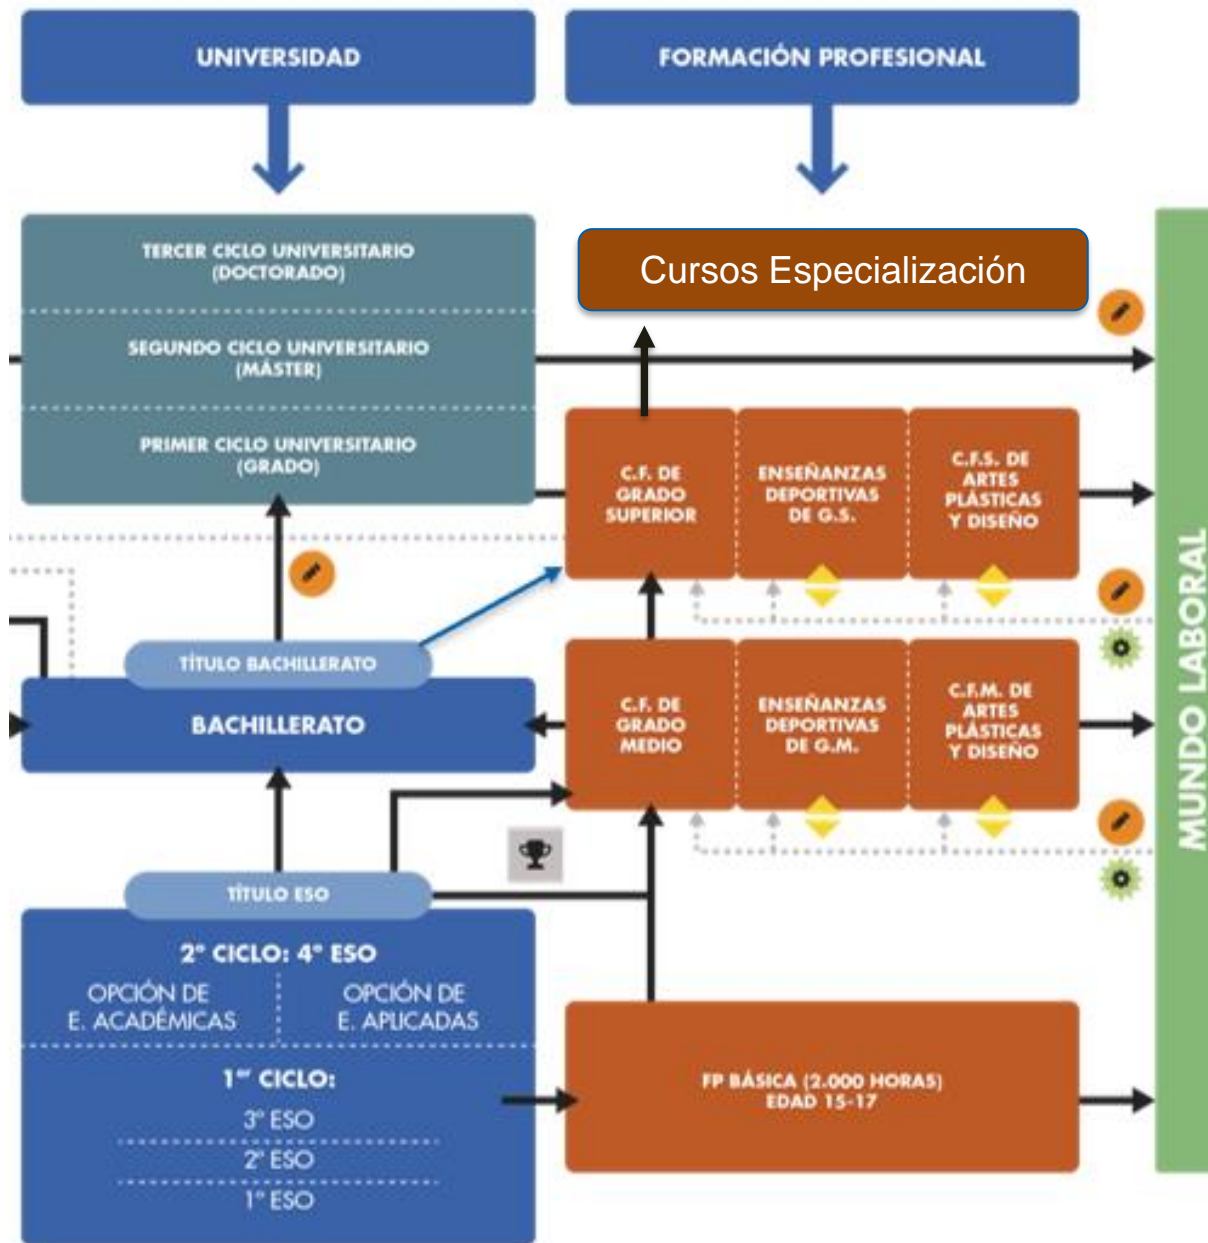 UNIVERSIDAD
FORMACIÓN PROFESIONAL
TERCER CICLO UNIVERSITARIO
(DOCTORADO)
SEGUNDO CICLO UNIVERSITARIO
(MÁSTER)
PRIMER CICLO UNIVERSITARIO
(GRADO)
Cursos Especialización
C.F. DE
GRADO
SUPERIOR
ENSEÑANZAS
DEPORTIVAS
DE G.S.
C.F.S. DE
ARTES
PLÁSTICAS
Y DISEÑO
TÍTULO BACHILLERATO
BACHILLERATO
C.F. DE
GRADO
MEDIO
ENSEÑANZAS
DEPORTIVAS
DE G.M.
C.F.M. DE
ARTES
PLÁSTICAS
Y DISEÑO
MUNDO LABORAL
TÍTULO ESO
2º CICLO: 4º ESO
OPCIÓN DE
E. ACADÉMICAS
OPCIÓN DE
E. APLICADAS
1er CICLO:
3º ESO
2º ESO
1º ESO
FP BÁSICA (2.000 HORAS)
EDAD 15-17